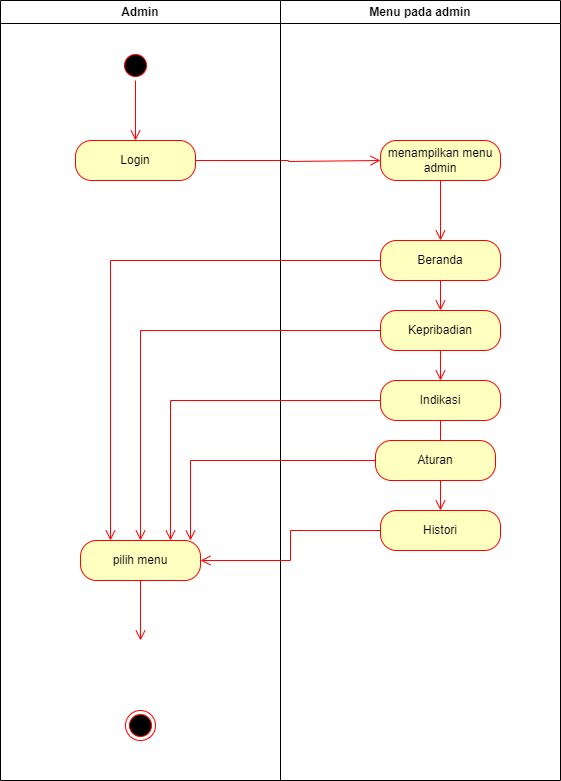 Admin
Menu pada admin
Login
menampilkan menu
admin
Beranda
Kepribadian
Indikasi
Aturan
Histori
pilih menu